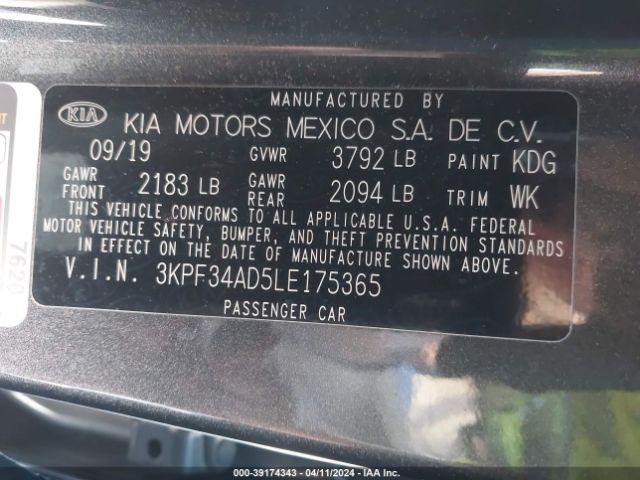 MANUFACTURED BY
KIA KIA MOTORS MEXICO S.A. DE C.V.
09/19 GVWR 3792 LB PAINT KDG
GAWR FRONT 2183 LB GAWR REAR 2094 LB TRIM WK
THIS VEHICLE CONFORMS TO ALL APPLICABLE U.S.A. FEDERAL
MOTOR VEHICLE SAFETY, BUMPER, AND THEFT PREVENTION STANDARDS
IN EFFECT ON THE DATE OF MANUFACTURE SHOWN ABOVE.
V.I.N. 3KPF34AD5LE175365
PASSENGER CAR
7620
000-39174343 - 04/11/2024 - IAA Inc.